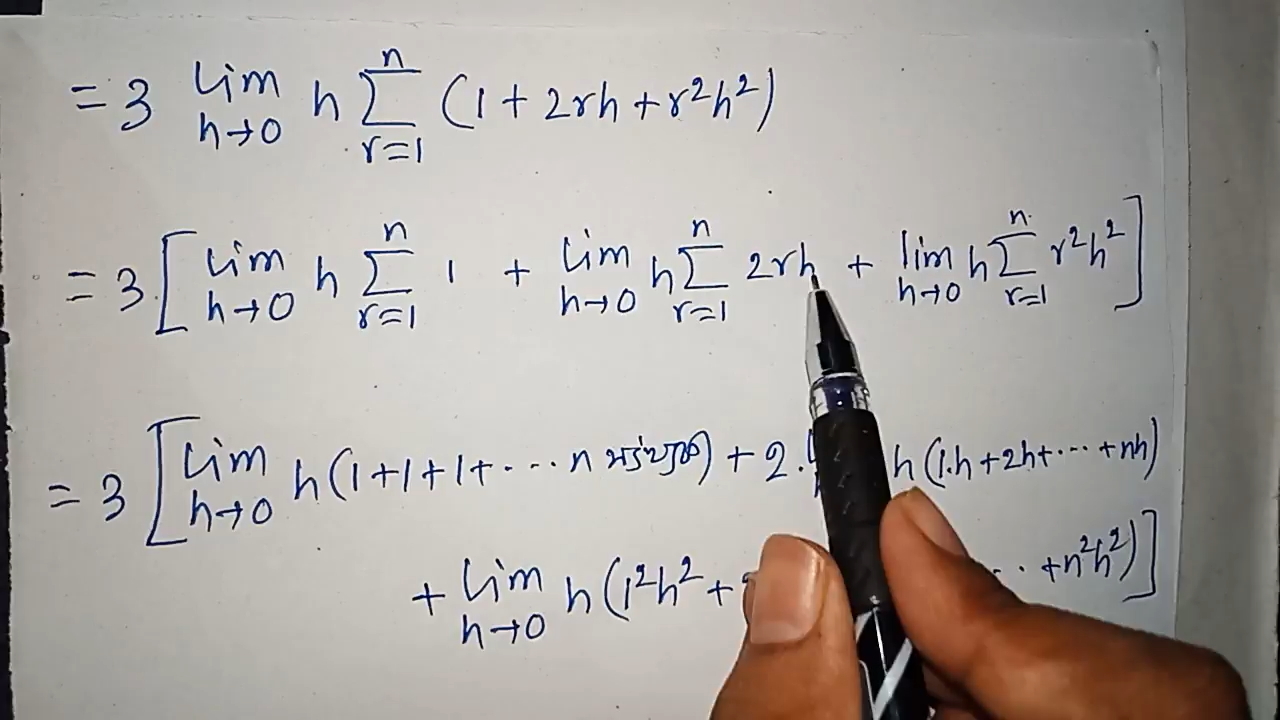 = 3 lim h→0 h ∑ r=1 n (1 + 2rh + r²h²)
= 3 [ lim h→0 h ∑ r=1 n 1 + lim h→0 h ∑ r=1 n 2rh + lim h→0 h ∑ r=1 n r²h² ]
= 3 [ lim h→0 h (1+1+1+ ··· n সংখ্যক) + 2. h (1.h+2h+ ··· +nh)
+ lim h→0 h (1²h² + ·· +n²h²) ]